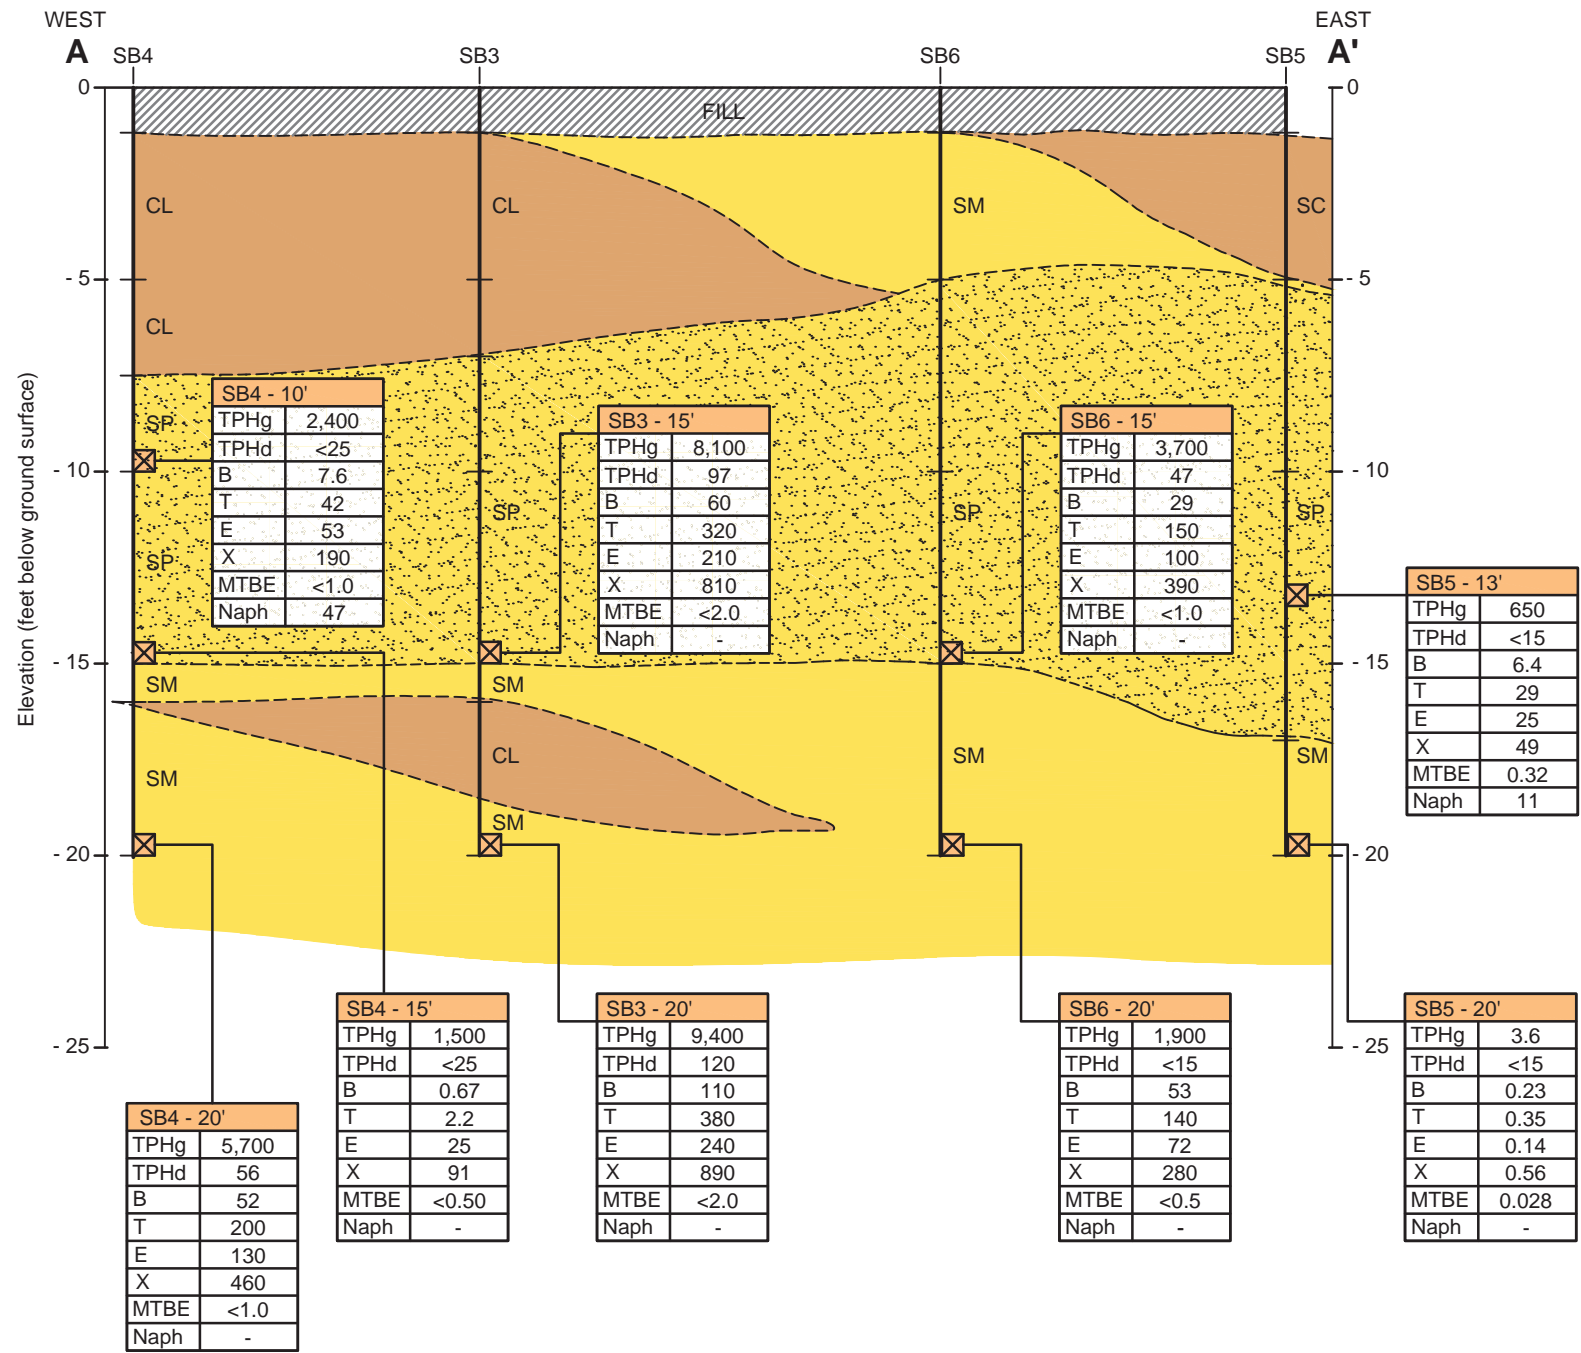 WEST
EAST
A
SB4
SB3
SB6
SB5
A'
0
0
FILL
CL
CL
SM
SC
- 5
- 5
CL
Elevation (feet below ground surface)
SP
SP
SP
SP
SP
- 10
- 10
SB4 - 10'
TPHg 2,400
TPHd <25
B 7.6
T 42
E 53
X 190
MTBE <1.0
Naph 47
SB3 - 15'
TPHg 8,100
TPHd 97
B 60
T 320
E 210
X 810
MTBE <2.0
Naph -
SB6 - 15'
TPHg 3,700
TPHd 47
B 29
T 150
E 100
X 390
MTBE <1.0
Naph -
SB5 - 13'
TPHg 650
TPHd <15
B 6.4
T 29
E 25
X 49
MTBE 0.32
Naph 11
- 15
- 15
SM
SM
SM
CL
SM
SM
SM
- 20
- 20
- 25
- 25
SB4 - 20'
TPHg 5,700
TPHd 56
B 52
T 200
E 130
X 460
MTBE <1.0
Naph -
SB4 - 15'
TPHg 1,500
TPHd <25
B 0.67
T 2.2
E 25
X 91
MTBE <0.50
Naph -
SB3 - 20'
TPHg 9,400
TPHd 120
B 110
T 380
E 240
X 890
MTBE <2.0
Naph -
SB6 - 20'
TPHg 1,900
TPHd <15
B 53
T 140
E 72
X 280
MTBE <0.5
Naph -
SB5 - 20'
TPHg 3.6
TPHd <15
B 0.23
T 0.35
E 0.14
X 0.56
MTBE 0.028
Naph -